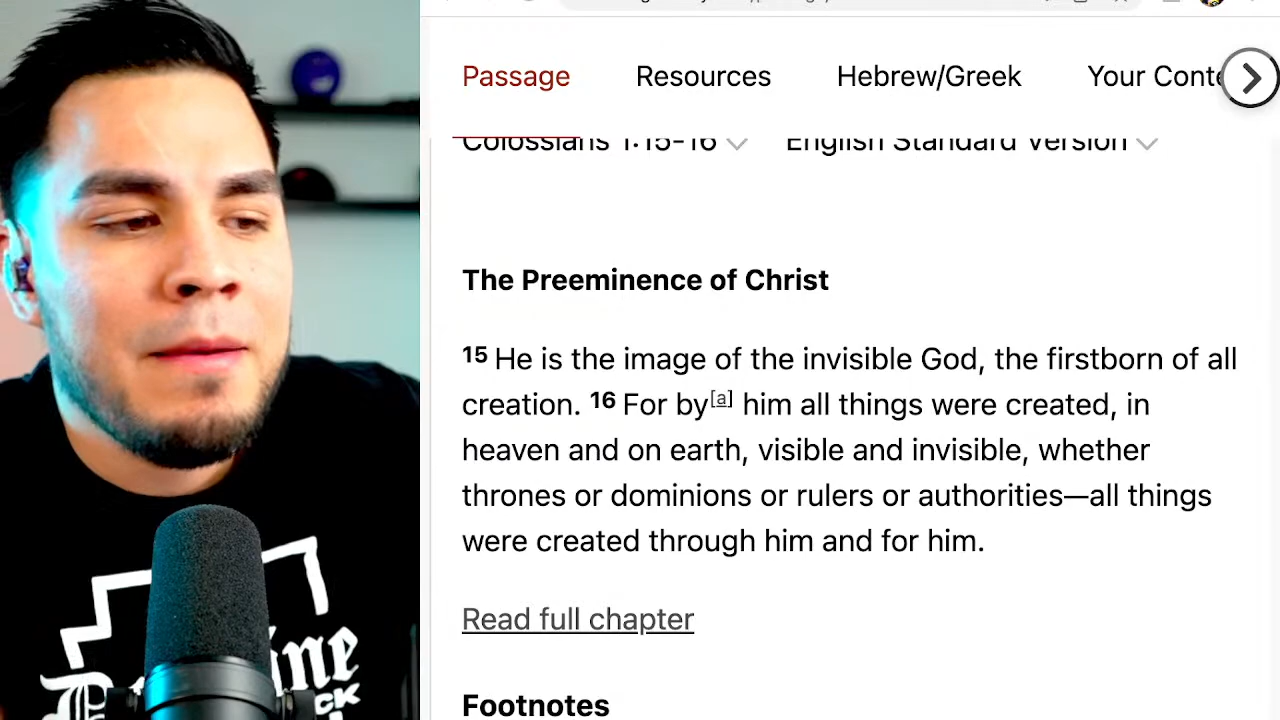 Passage Resources Hebrew/Greek Your Conte
Colossians 1:15-16 English Standard Version
The Preeminence of Christ
15 He is the image of the invisible God, the firstborn of all
creation. 16 For by[a] him all things were created, in
heaven and on earth, visible and invisible, whether
thrones or dominions or rulers or authorities—all things
were created through him and for him.
Read full chapter
Footnotes